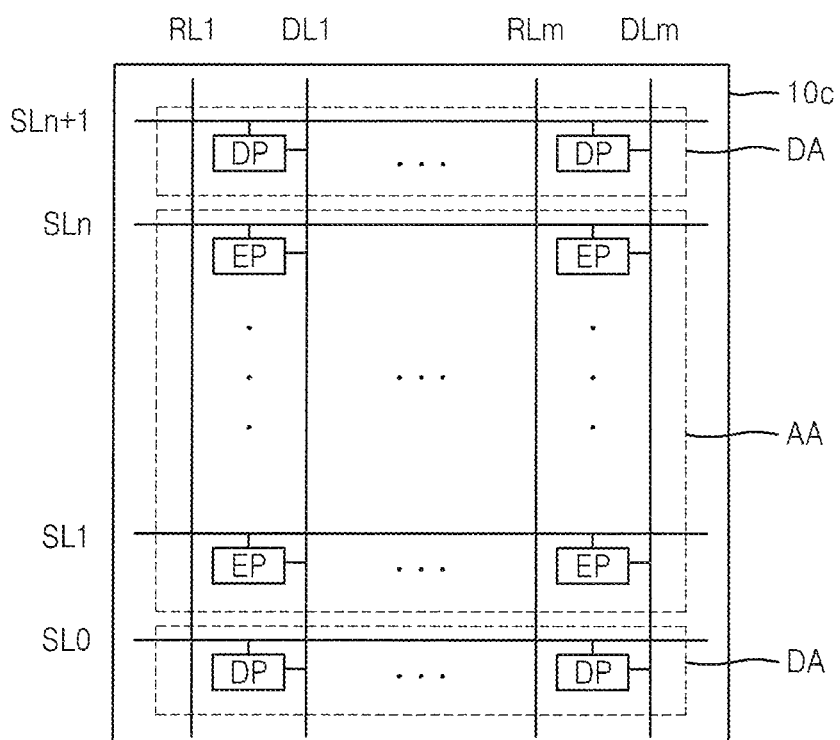 RL1 DL1 RLm DLm
10c
SLn+1
DP ... DP
DA
SLn
EP EP
...
AA
SL1
EP ... EP
SL0
DP ... DP
DA